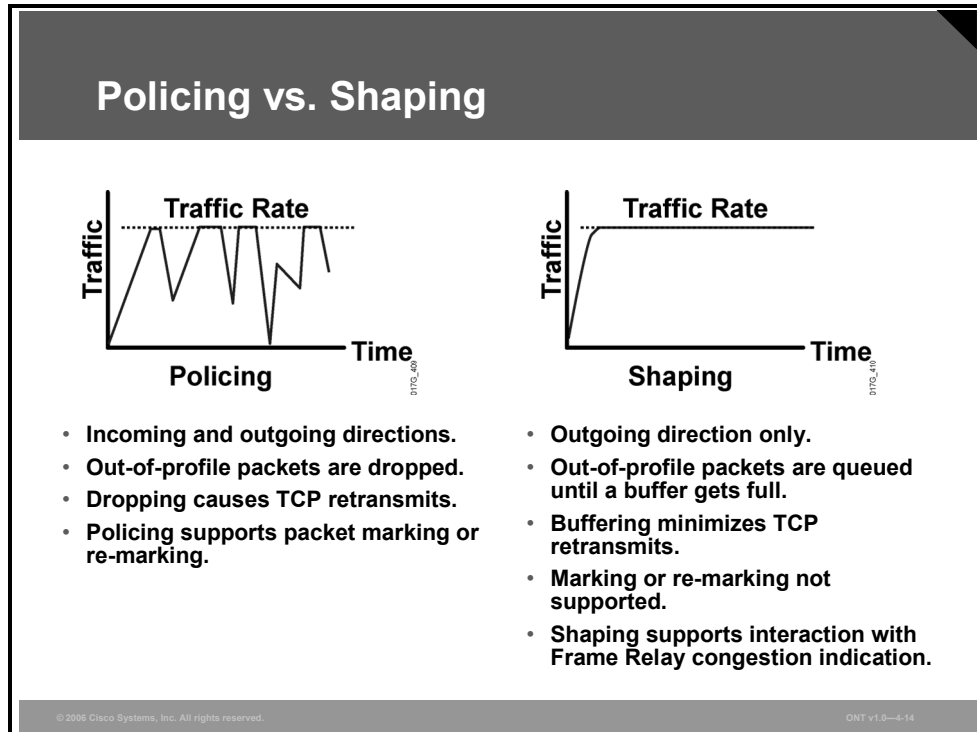 Policing vs. Shaping
Traffic Rate
Traffic
Time
Policing
017G_409
• Incoming and outgoing directions.
• Out-of-profile packets are dropped.
• Dropping causes TCP retransmits.
• Policing supports packet marking or
re-marking.
Traffic Rate
Traffic
Time
Shaping
017G_410
• Outgoing direction only.
• Out-of-profile packets are queued
until a buffer gets full.
• Buffering minimizes TCP
retransmits.
• Marking or re-marking not
supported.
• Shaping supports interaction with
Frame Relay congestion indication.
© 2006 Cisco Systems, Inc. All rights reserved.
ONT v1.0—4-14